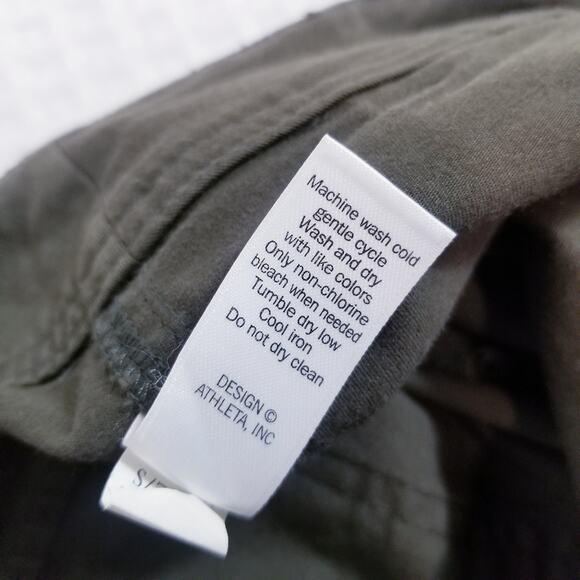 Machine wash cold
gentle cycle
Wash and dry
with like colors
Only non-chlorine
bleach when needed
Tumble dry low
Cool iron
Do not dry clean
DESIGN ©
ATHLETA, INC